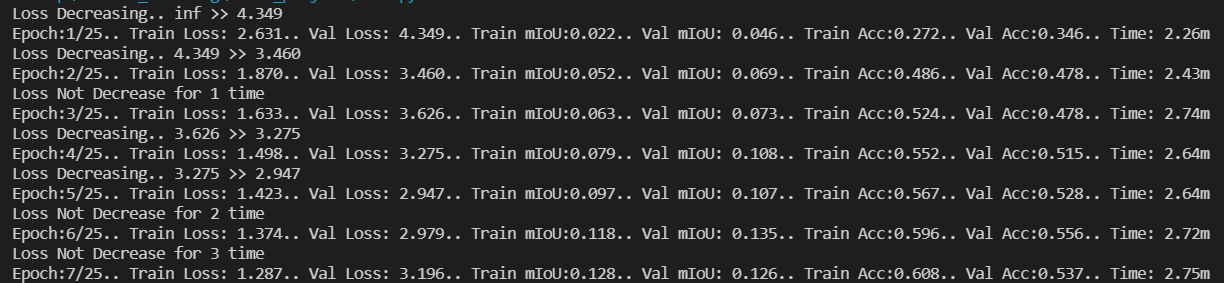 Loss Decreasing.. inf >> 4.349
Epoch:1/25.. Train Loss: 2.631.. Val Loss: 4.349.. Train mIoU:0.022.. Val mIoU: 0.046.. Train Acc:0.272.. Val Acc:0.346.. Time: 2.26m
Loss Decreasing.. 4.349 >> 3.460
Epoch:2/25.. Train Loss: 1.870.. Val Loss: 3.460.. Train mIoU:0.052.. Val mIoU: 0.069.. Train Acc:0.486.. Val Acc:0.478.. Time: 2.43m
Loss Not Decrease for 1 time
Epoch:3/25.. Train Loss: 1.633.. Val Loss: 3.626.. Train mIoU:0.063.. Val mIoU: 0.073.. Train Acc:0.524.. Val Acc:0.478.. Time: 2.74m
Loss Decreasing.. 3.626 >> 3.275
Epoch:4/25.. Train Loss: 1.498.. Val Loss: 3.275.. Train mIoU:0.079.. Val mIoU: 0.108.. Train Acc:0.552.. Val Acc:0.515.. Time: 2.64m
Loss Decreasing.. 3.275 >> 2.947
Epoch:5/25.. Train Loss: 1.423.. Val Loss: 2.947.. Train mIoU:0.097.. Val mIoU: 0.107.. Train Acc:0.567.. Val Acc:0.528.. Time: 2.64m
Loss Not Decrease for 2 time
Epoch:6/25.. Train Loss: 1.374.. Val Loss: 2.979.. Train mIoU:0.118.. Val mIoU: 0.135.. Train Acc:0.596.. Val Acc:0.556.. Time: 2.72m
Loss Not Decrease for 3 time
Epoch:7/25.. Train Loss: 1.287.. Val Loss: 3.196.. Train mIoU:0.128.. Val mIoU: 0.126.. Train Acc:0.608.. Val Acc:0.537.. Time: 2.75m